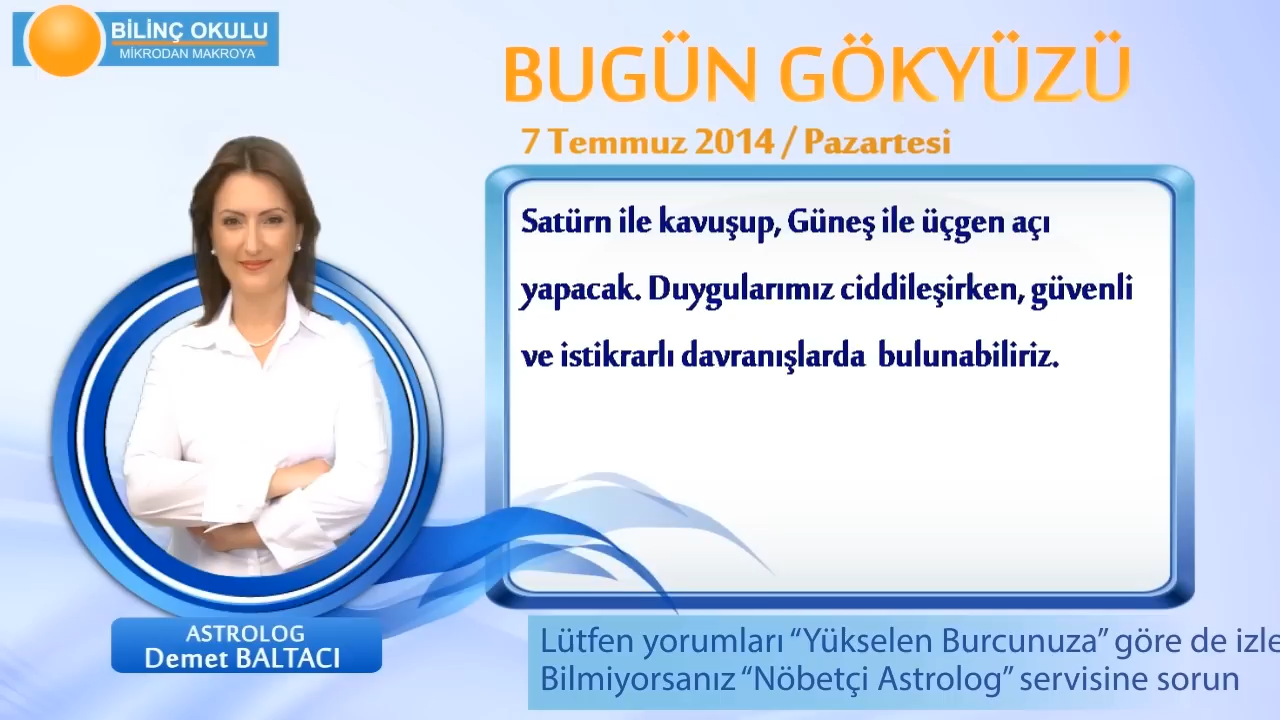 BİLİNÇ OKULU
MİKRODAN MAKROYA
BUGÜN GÖKYÜZÜ
7 Temmuz 2014 / Pazartesi
Satürn ile kavuşup, Güneş ile üçgen açı
yapacak. Duygularımız ciddileşirken, güvenli
ve istikrarlı davranışlarda bulunabiliriz.
ASTROLOG
Demet BALTACI
Lütfen yorumları “Yükselen Burcunuza” göre de izle
Bilmiyorsanız “Nöbetçi Astrolog” servisine sorun